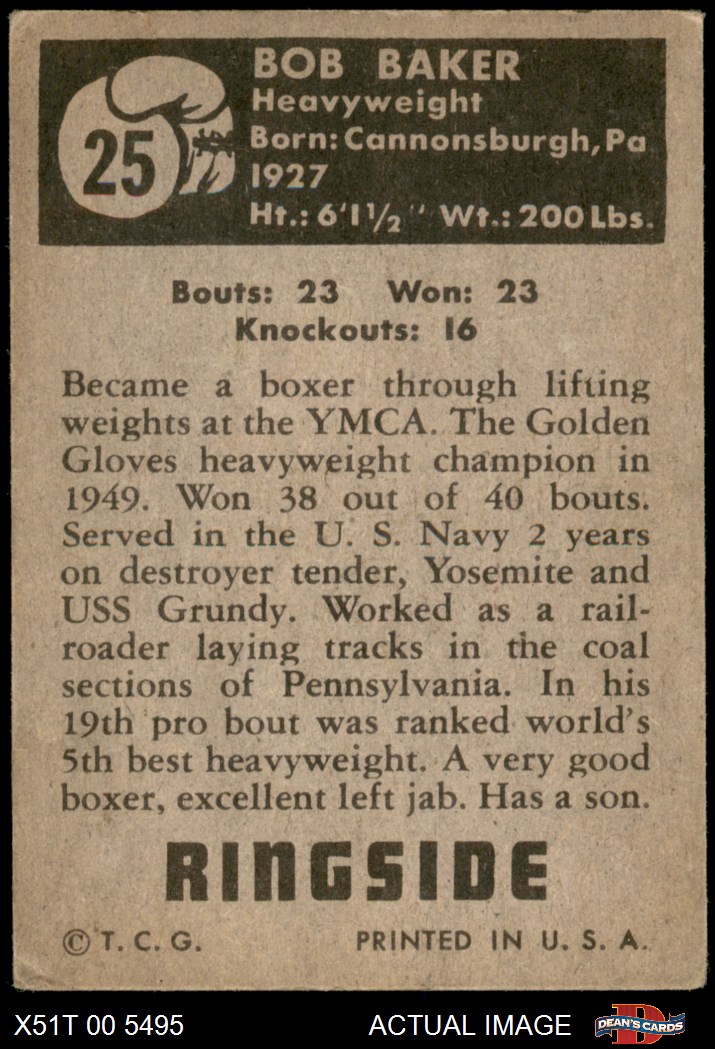 25
BOB BAKER
Heavyweight
Born: Cannonsburgh, Pa
1927
Ht.: 6'1 1/2" Wt.: 200 Lbs.
Bouts: 23 Won: 23
Knockouts: 16
Became a boxer through lifting
weights at the YMCA. The Golden
Gloves heavyweight champion in
1949. Won 38 out of 40 bouts.
Served in the U. S. Navy 2 years
on destroyer tender, Yosemite and
USS Grundy. Worked as a rail-
roader laying tracks in the coal
sections of Pennsylvania. In his
19th pro bout was ranked world's
5th best heavyweight. A very good
boxer, excellent left jab. Has a son.
RINGSIDE
© T. C. G. PRINTED IN U. S. A.
X51T 00 5495 ACTUAL IMAGE D DEAN'S CARDS